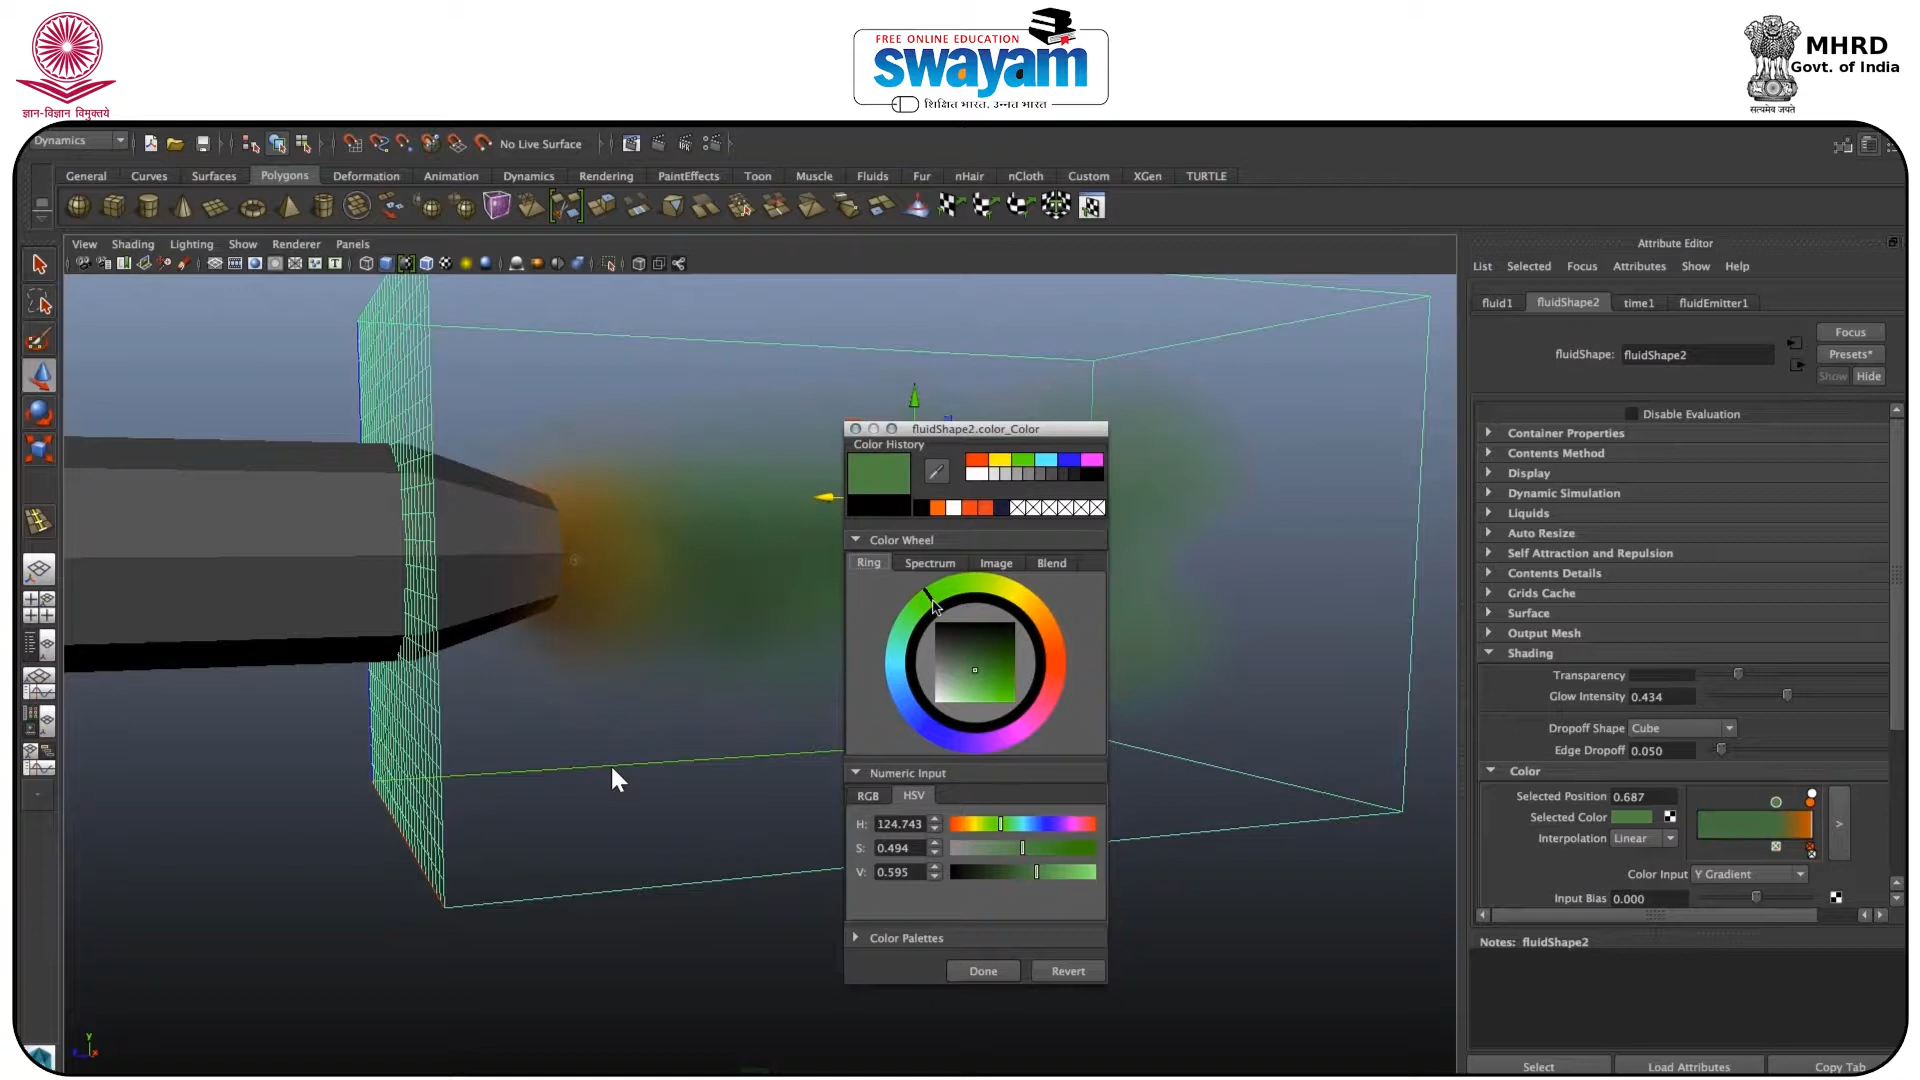 ज्ञान-विज्ञान विमुक्तये
FREE ONLINE EDUCATION
swayam
शिक्षित भारत, उन्नत भारत
MHRD
Govt. of India
सत्यमेव जयते
Dynamics
No Live Surface
General Curves Surfaces Polygons Deformation Animation Dynamics Rendering PaintEffects Toon Muscle Fluids Fur nHair nCloth Custom XGen TURTLE
View Shading Lighting Show Renderer Panels
Attribute Editor
List Selected Focus Attributes Show Help
fluid1 fluidShape2 time1 fluidEmitter1
Focus
fluidShape: fluidShape2
Presets*
Show Hide
Disable Evaluation
Container Properties
Contents Method
Display
Dynamic Simulation
Liquids
Auto Resize
Self Attraction and Repulsion
Contents Details
Grids Cache
Surface
Output Mesh
Shading
Transparency
Glow Intensity 0.434
Dropoff Shape Cube
Edge Dropoff 0.050
Color
Selected Position 0.687
Selected Color
Interpolation Linear
>
Color Input Y Gradient
Input Bias 0.000
Notes: fluidShape2
Select Load Attributes Copy Tab
fluidShape2.color_Color
Color History
Color Wheel
Ring Spectrum Image Blend
Numeric Input
RGB HSV
H: 124.743
S: 0.494
V: 0.595
Color Palettes
Done Revert
y